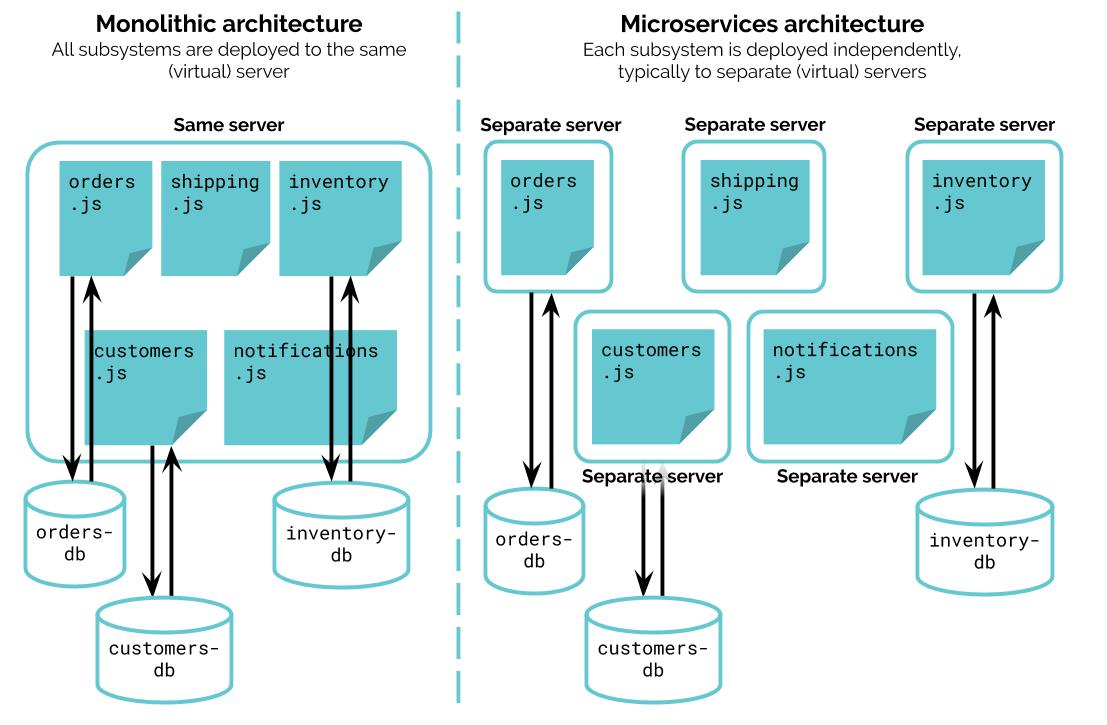 Monolithic architecture
All subsystems are deployed to the same
(virtual) server
Same server
orders
.js
shipping
.js
inventory
.js
customers
.js
notifications
.js
orders-
db
inventory-
db
customers-
db
Microservices architecture
Each subsystem is deployed independently,
typically to separate (virtual) servers
Separate server
Separate server
Separate server
orders
.js
shipping
.js
inventory
.js
customers
.js
notifications
.js
Separate server
Separate server
orders-
db
inventory-
db
customers-
db